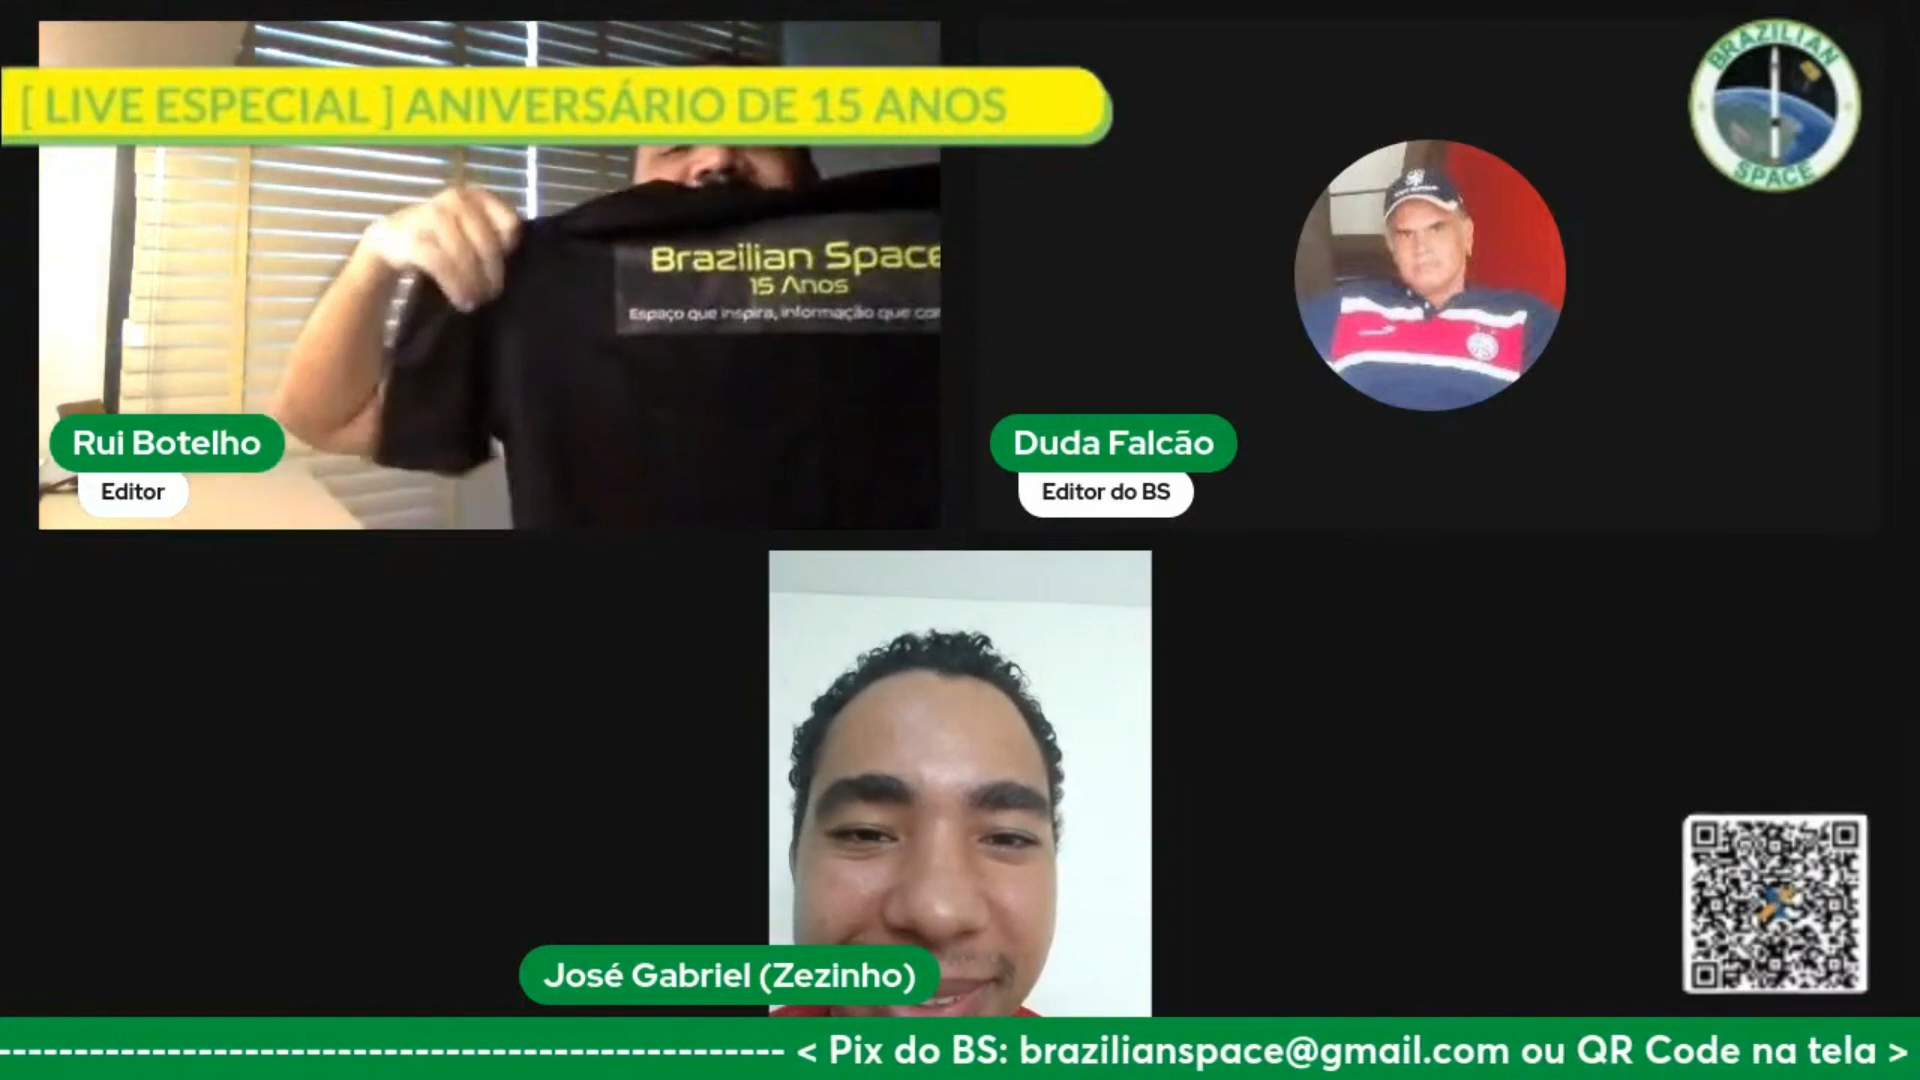 [ LIVE ESPECIAL ] ANIVERSÁRIO DE 15 ANOS
BRAZILIAN
SPACE
Brazilian Space
15 Anos
Espaço que inspira, informação que
Rui Botelho
Editor
Duda Falcão
Editor do BS
José Gabriel (Zezinho)
< Pix do BS: brazilianspace@gmail.com ou QR Code na tela >